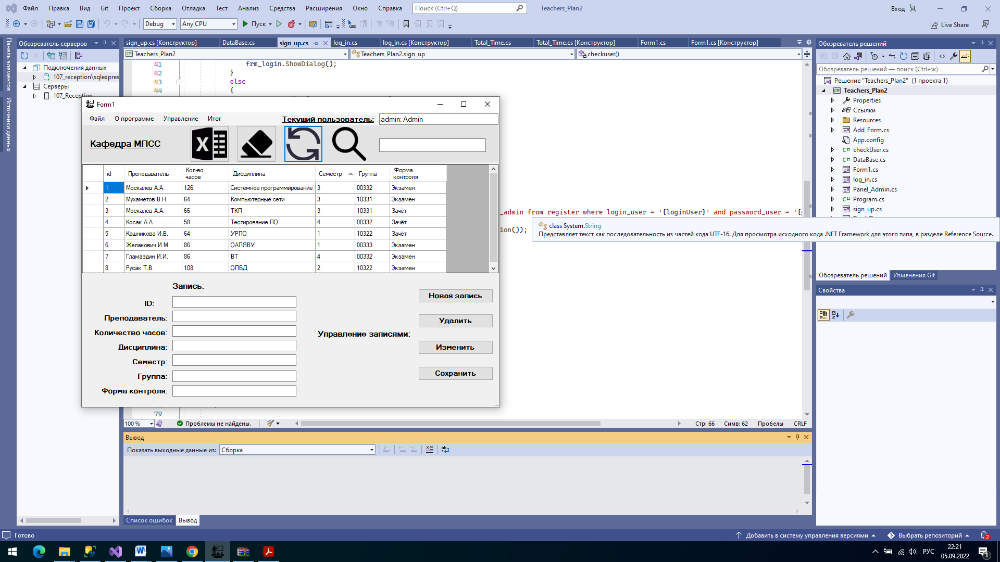 Файл Правка Вид Git Проект Сборка Отладка Тест Анализ Средства Расширения Окно Справка Поиск (Ctrl+Q) Teachers_Plan2 Вход
Debug Any CPU Пуск Live Share
Панель элементов
Источники данных
Обозреватель серверов
Подключения данных
107_reception\sqlexpres
Серверы
107_Reception
sign_up.cs [Конструктор] DataBase.cs sign_up.cs log_in.cs log_in.cs [Конструктор] Total_Time.cs Total_Time.cs [Конструктор] Form1.cs Form1.cs [Конструктор]
Teachers_Plan2 Teachers_Plan2.sign_up checkuser()
41 frm_login.ShowDialog();
42 }
43 else
44 {
Form1
Файл О программе Управление Итог Текущий пользователь: admin: Admin
Кафедра МПСС
id Преподаватель Кол-во часов Дисциплина Семестр Группа Форма контроля
1 Москалёв А.А. 126 Системное программирование 3 00332 Экзамен
2 Мухаметов В.Н. 64 Компьютерные сети 3 10331 Экзамен
3 Москалёв А.А. 66 ТКП 3 10331 Зачёт
4 Косак А.А. 58 Тестирование ПО 4 00332 Зачёт
5 Кашникова И.В. 64 УРПО 1 10322 Зачёт
6 Желакович И.М. 86 ОАПЯВУ 1 00333 Экзамен
7 Гламаздин И.И. 86 ВТ 4 00332 Экзамен
8 Русак Т.В. 108 ОПБД 2 10322 Экзамен
Запись:
ID:
Преподаватель:
Количество часов:
Дисциплина:
Семестр:
Группа:
Форма контроля:
Управление записями:
Новая запись
Удалить
Изменить
Сохранить
_admin from register where login_user = '{loginUser}' and password_user = '{
ion());
class System.String
Представляет текст как последовательность из частей кода UTF-16. Для просмотра исходного кода .NET Framework для этого типа, в разделе Reference Source.
79
100 % Проблемы не найдены. Стр: 66 Симв: 62 Пробелы CRLF
Вывод
Показать выходные данные из: Сборка
Список ошибок Вывод
Обозреватель решений
Обозреватель решений — поиск (Ctrl+ж)
Решение "Teachers_Plan2" (1 проекта 1)
Teachers_Plan2
Properties
Ссылки
Resources
Add_Form.cs
App.config
checkUser.cs
DataBase.cs
Form1.cs
log_in.cs
Panel_Admin.cs
Program.cs
sign_up.cs
Обозреватель решений Изменения Git
Свойства
Готово Добавить в систему управления версиями Выбрать репозиторий 2
РУС 22:21 05.09.2022 1